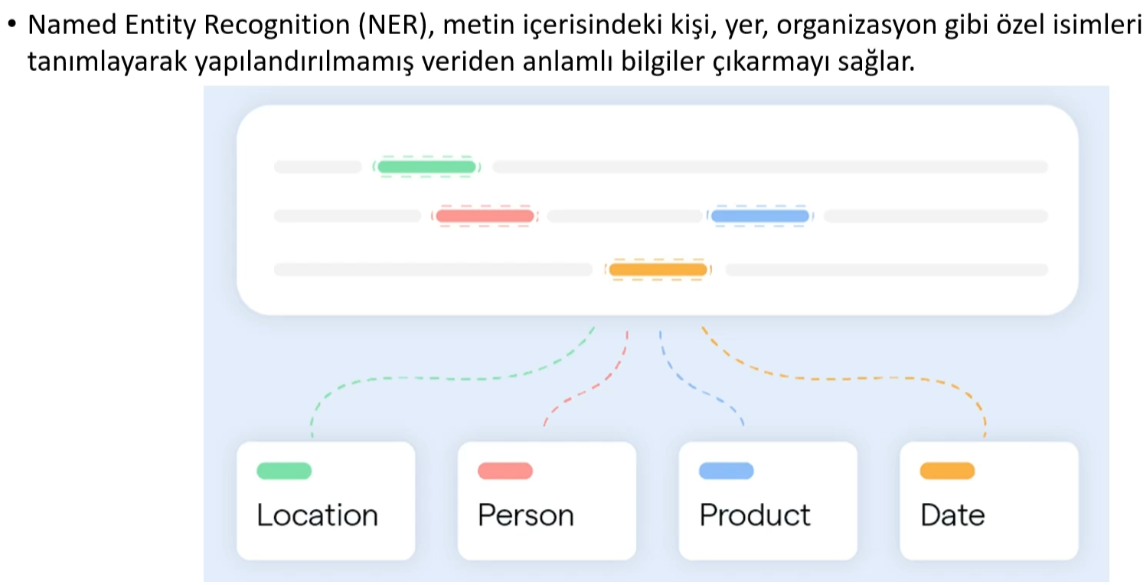 • Named Entity Recognition (NER), metin içerisindeki kişi, yer, organizasyon gibi özel isimleri
tanımlayarak yapılandırılmamış veriden anlamlı bilgiler çıkarmayı sağlar.
Location
Person
Product
Date